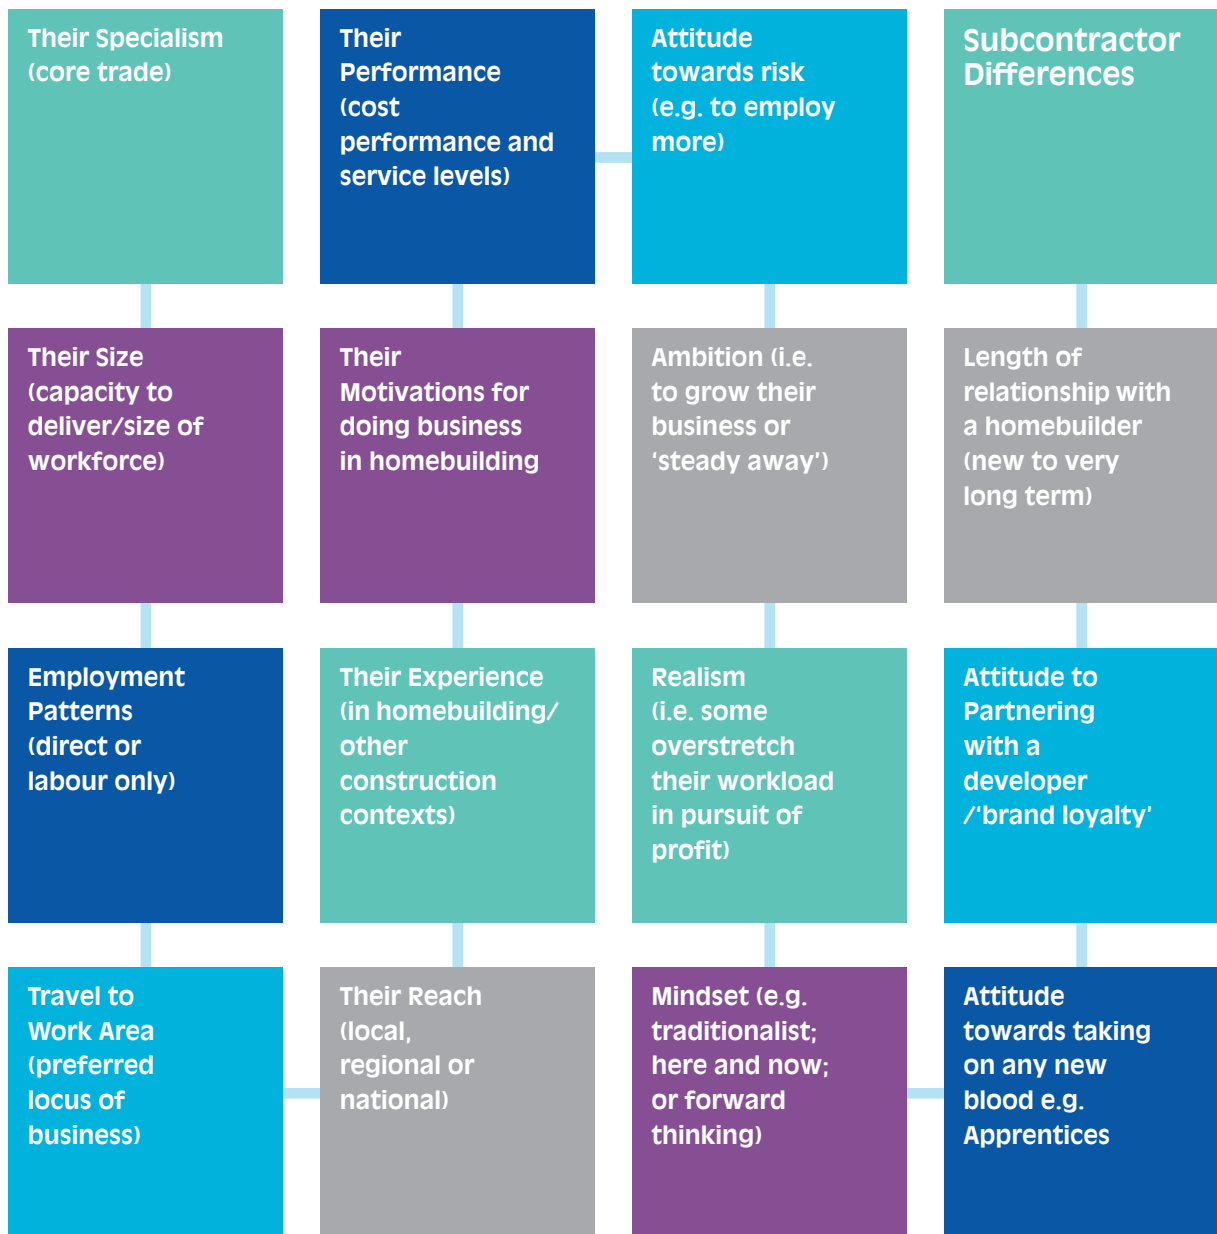 Their Specialism
(core trade)
Their
Performance
(cost
performance and
service levels)
Attitude
towards risk
(e.g. to employ
more)
Subcontractor
Differences
Their Size
(capacity to
deliver/size of
workforce)
Their
Motivations for
doing business
in homebuilding
Ambition (i.e.
to grow their
business or
‘steady away’)
Length of
relationship with
a homebuilder
(new to very
long term)
Employment
Patterns
(direct or
labour only)
Their Experience
(in homebuilding/
other
construction
contexts)
Realism
(i.e. some
overstretch
their workload
in pursuit of
profit)
Attitude to
Partnering
with a
developer
/‘brand loyalty’
Travel to
Work Area
(preferred
locus of
business)
Their Reach
(local,
regional or
national)
Mindset (e.g.
traditionalist;
here and now;
or forward
thinking)
Attitude
towards taking
on any new
blood e.g.
Apprentices